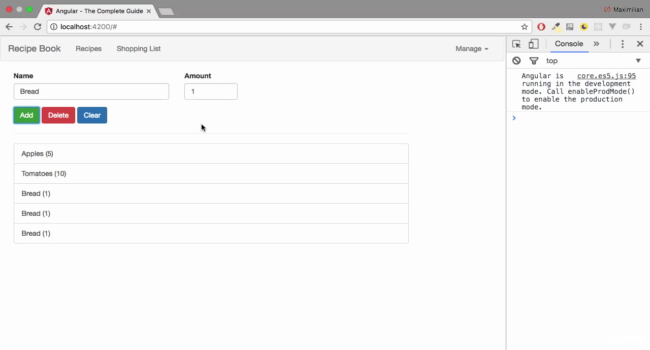 Angular - The Complete Guide
Maximilian
localhost:4200/#
Recipe Book
Recipes
Shopping List
Manage
Name
Amount
Bread
1
Add
Delete
Clear
Apples (5)
Tomatoes (10)
Bread (1)
Bread (1)
Bread (1)
Console
top
Angular is core.es5.js:95
running in the development
mode. Call enableProdMode()
to enable the production
mode.